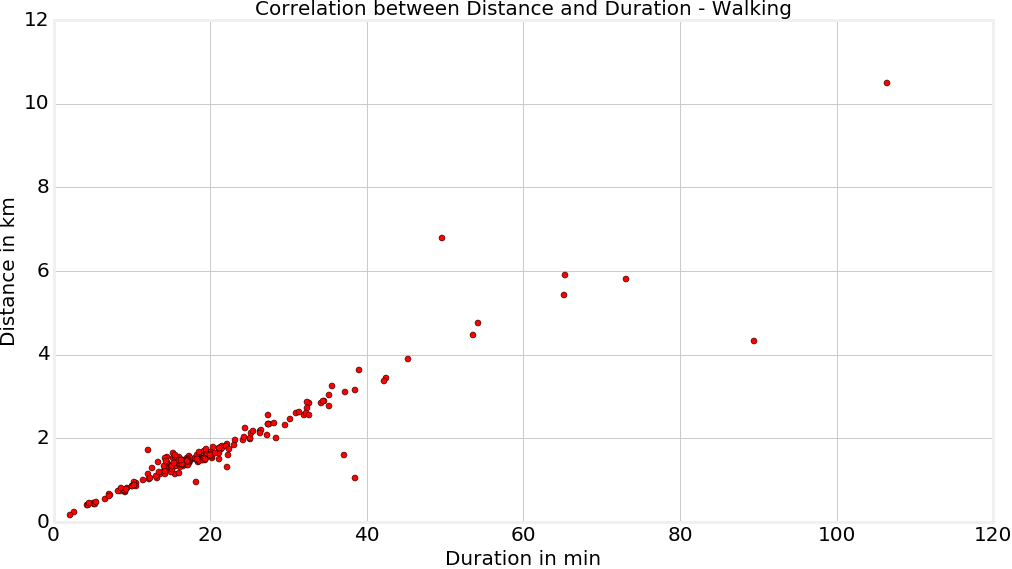 Correlation between Distance and Duration - Walking
12
10
8
6
4
2
0
Distance in km
0 20 40 60 80 100 120
Duration in min